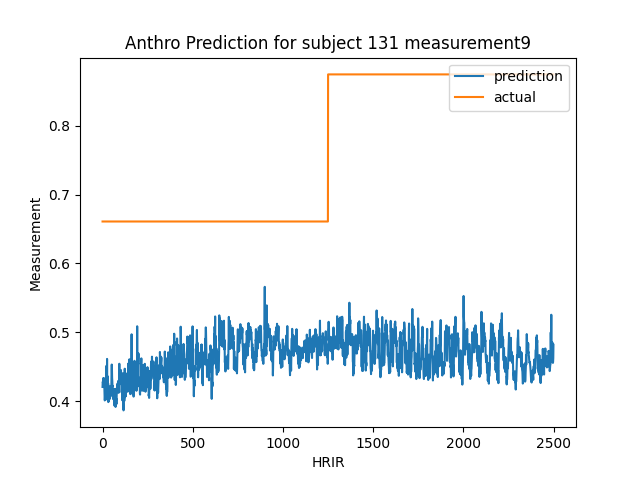 Anthro Prediction for subject 131 measurement9
prediction
actual
Measurement
0.8
0.7
0.6
0.5
0.4
0
500
1000
1500
2000
2500
HRIR